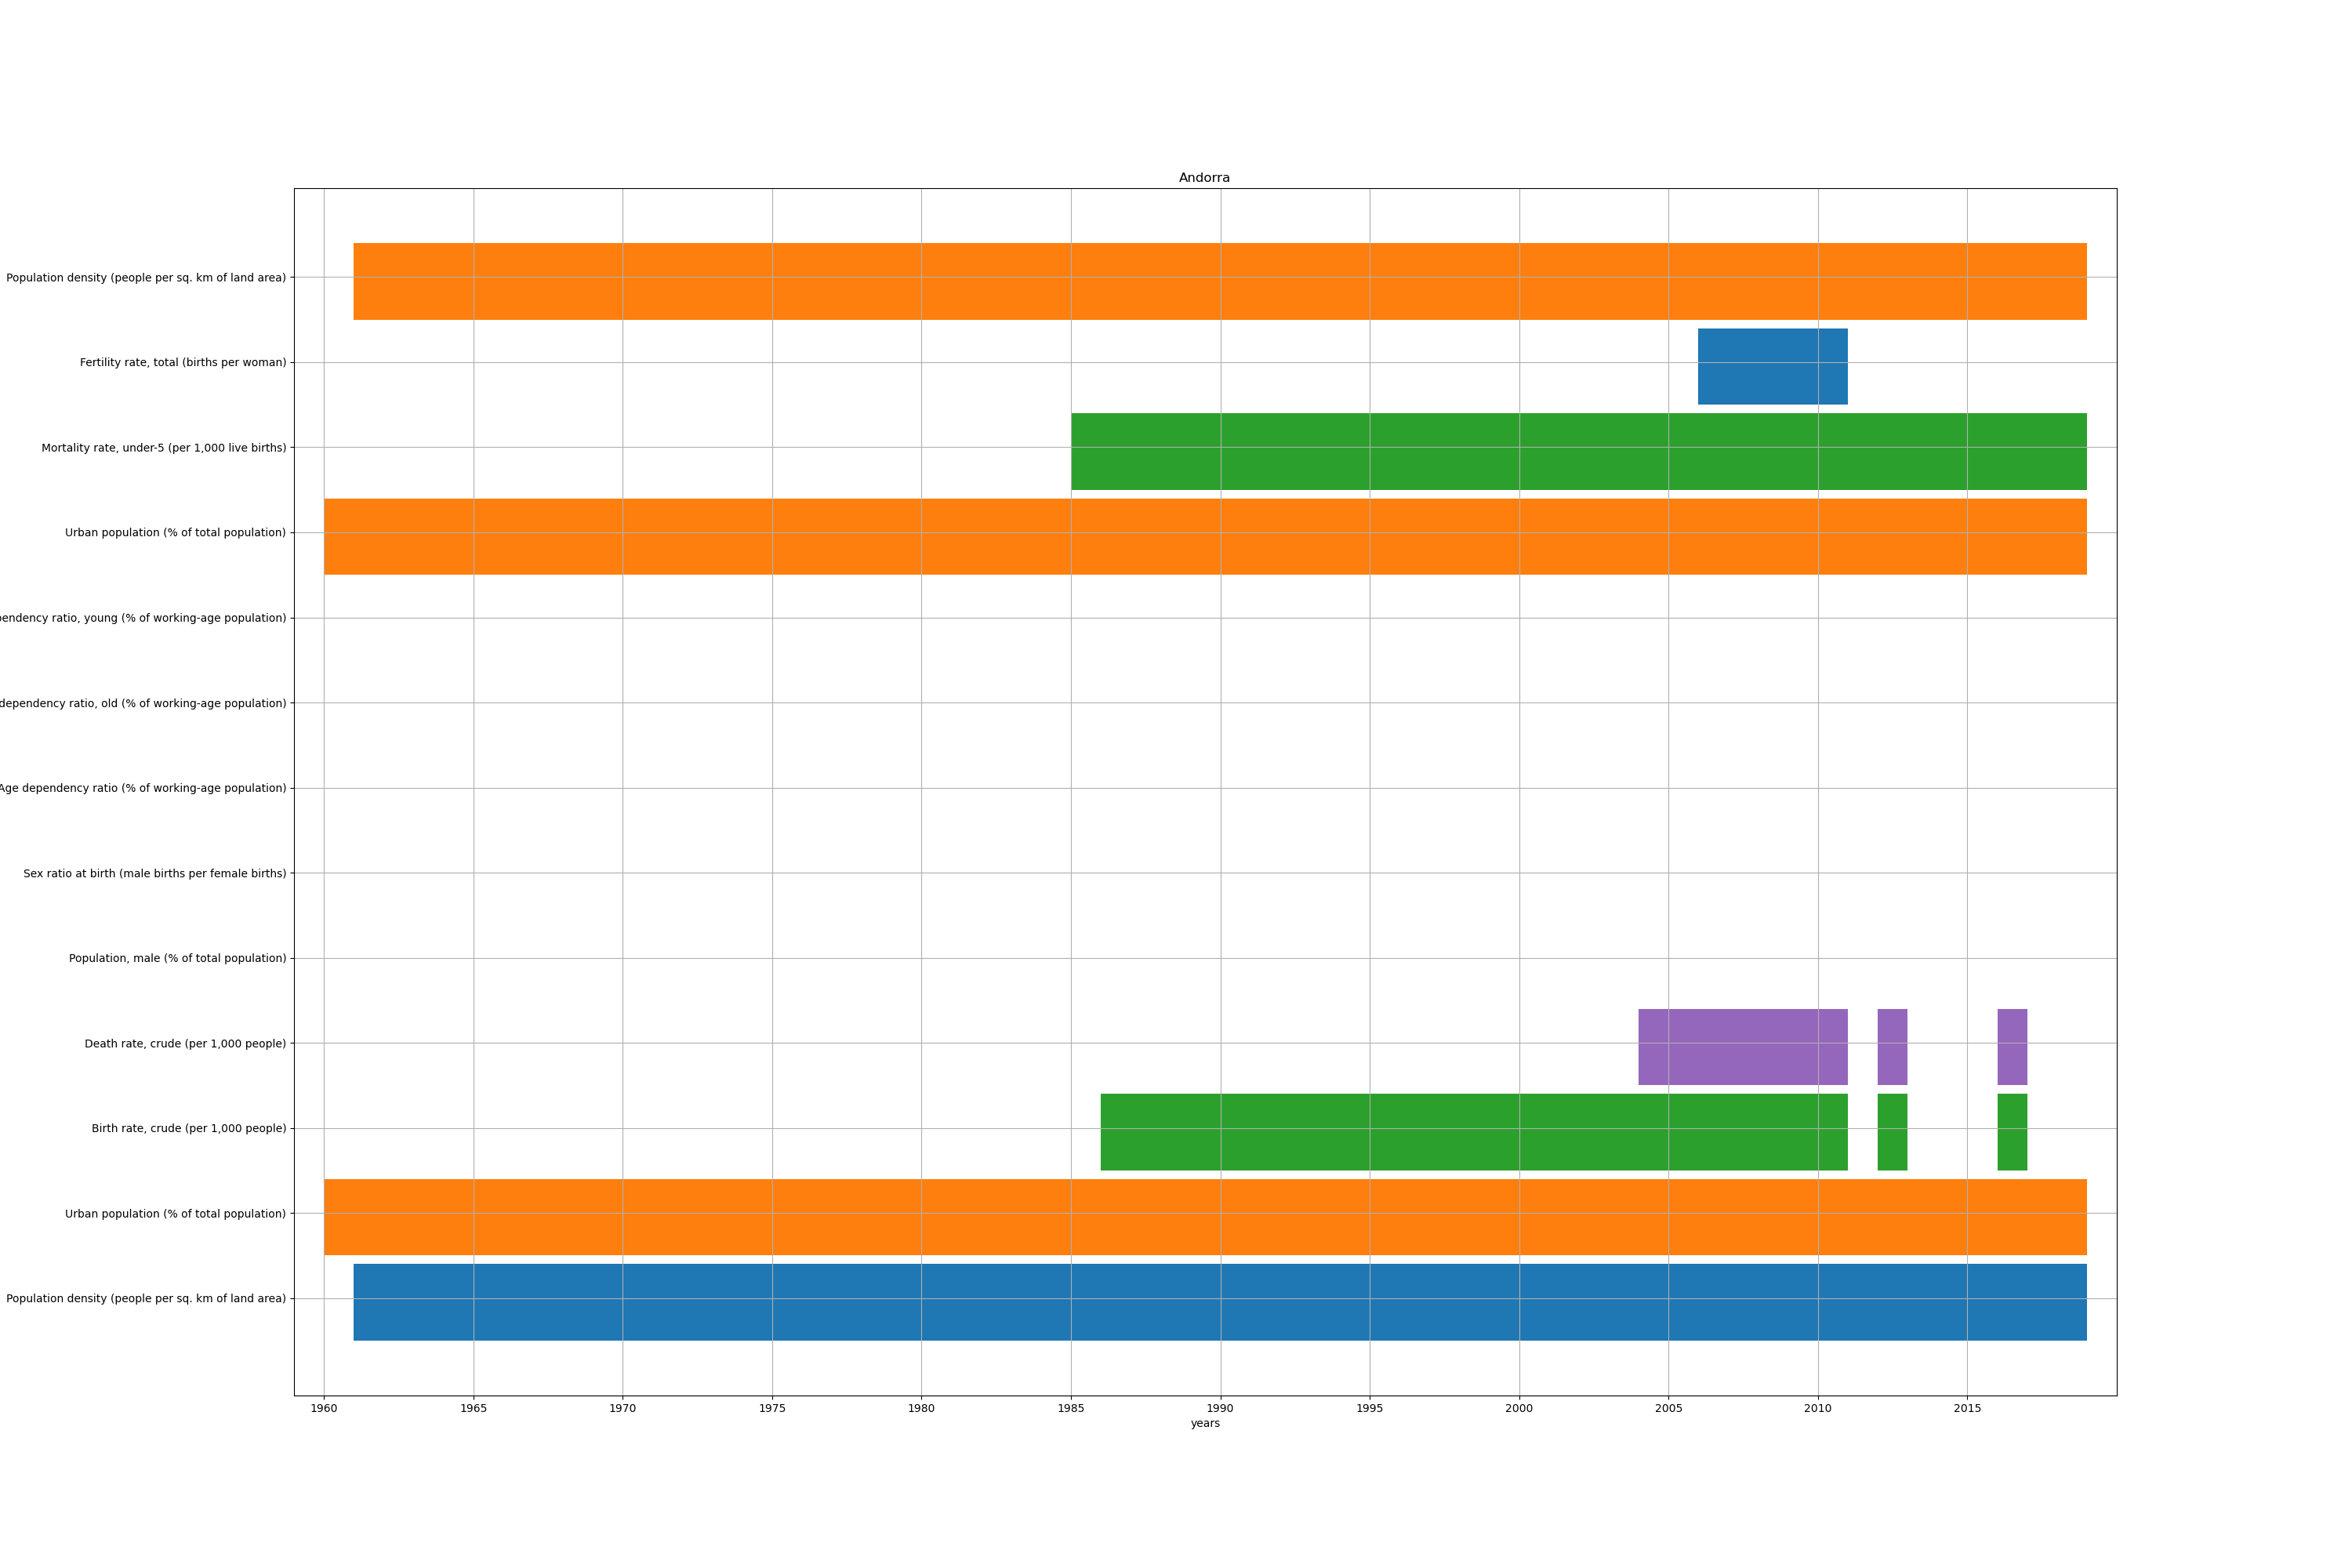 Andorra
Population density (people per sq. km of land area)
Fertility rate, total (births per woman)
Mortality rate, under-5 (per 1,000 live births)
Urban population (% of total population)
ratio, young (% of working-age population)
dependency ratio, old (% of working-age population)
Age dependency ratio (% of working-age population)
Sex ratio at birth (male births per female births)
Population, male (% of total population)
Death rate, crude (per 1,000 people)
Birth rate, crude (per 1,000 people)
Urban population (% of total population)
Population density (people per sq. km of land area)
1960 1965 1970 1975 1980 1985 1990 1995 2000 2005 2010 2015
years